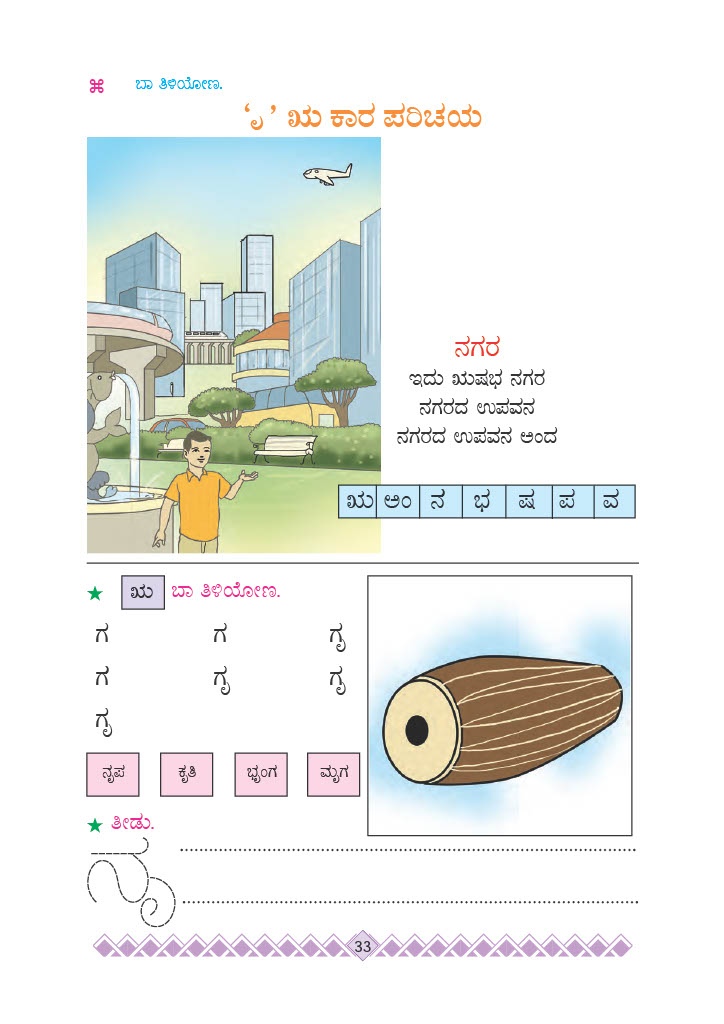 ⌘ ಬಾ ತಿಳಿಯೋಣ.
‘ೃ’ ಋ ಕಾರ ಪರಿಚಯ
ನಗರ
ಇದು ಋಷಭ ನಗರ
ನಗರದ ಉಪವನ
ನಗರದ ಉಪವನ ಅಂದ
ಋ ಅಂ ನ ಭ ಷ ಪ ವ
★ ಋ ಬಾ ತಿಳಿಯೋಣ.
ಗ ಗ ಗೃ
ಗ ಗೃ ಗೃ
ಗೃ
ನೃಪ ಕೃತಿ ಭೃಂಗ ಮೃಗ
★ ತೀಡು.
ನೃ
33